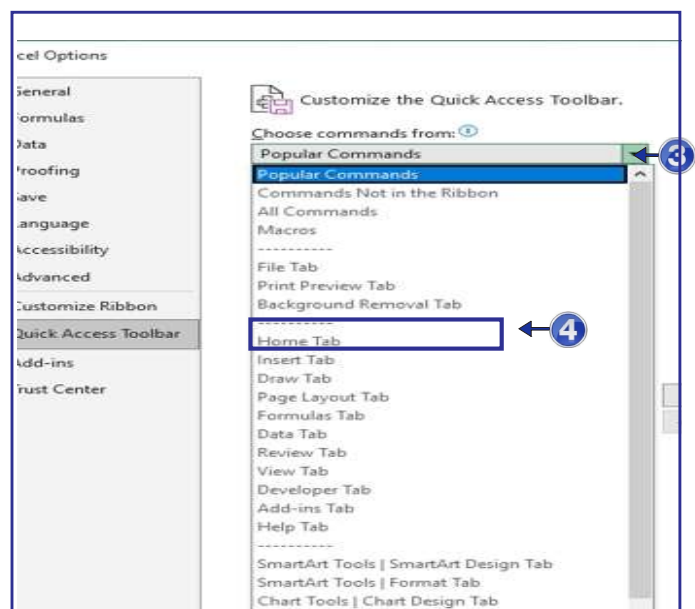 cel Options
General
Formulas
Data
Proofing
Save
Language
Accessibility
Advanced
Customize Ribbon
Quick Access Toolbar
Add-ins
Trust Center
Customize the Quick Access Toolbar.
Choose commands from:
Popular Commands
3
Popular Commands
Commands Not in the Ribbon
All Commands
Macros
----------
File Tab
Print Preview Tab
Background Removal Tab
----------
Home Tab
4
Insert Tab
Draw Tab
Page Layout Tab
Formulas Tab
Data Tab
Review Tab
View Tab
Developer Tab
Add-ins Tab
Help Tab
----------
SmartArt Tools | SmartArt Design Tab
SmartArt Tools | Format Tab
Chart Tools | Chart Design Tab